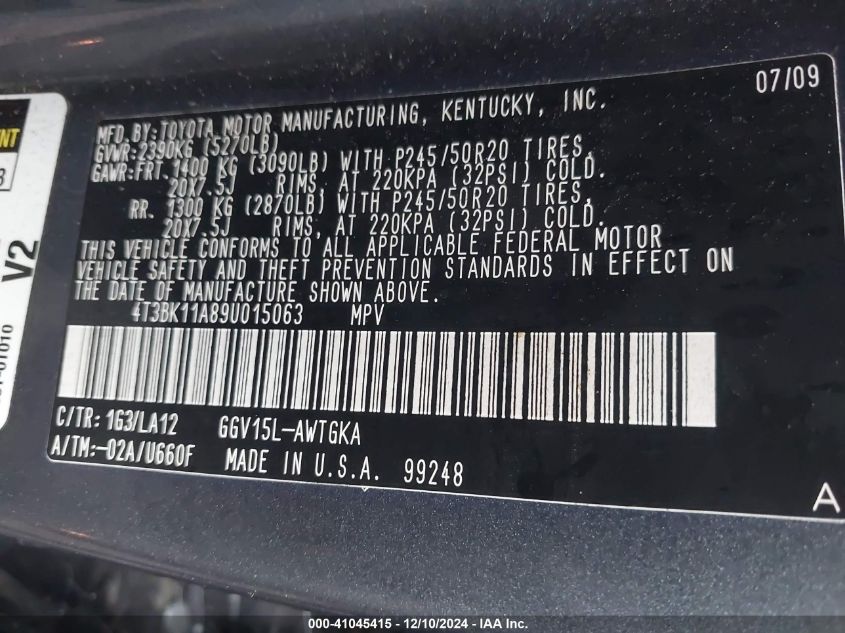 07/09
MFD.BY:TOYOTA MOTOR MANUFACTURING, KENTUCKY, INC.
GVWR:2390KG (5270LB)
GAWR:FRT. 1400 KG (3090LB) WITH P245/50R20 TIRES,
20X7.5J RIMS, AT 220KPA (32PSI) COLD.
RR. 1300 KG (2870LB) WITH P245/50R20 TIRES,
20X7.5J RIMS, AT 220KPA (32PSI) COLD.
THIS VEHICLE CONFORMS TO ALL APPLICABLE FEDERAL MOTOR
VEHICLE SAFETY AND THEFT PREVENTION STANDARDS IN EFFECT ON
THE DATE OF MANUFACTURE SHOWN ABOVE.
4T3BK11A89U015063 MPV
C/TR: 1G3/LA12 GGV15L-AWTGKA
A/TM:-02A/U660F MADE IN U.S.A. 99248
A
V2
000-41045415 - 12/10/2024 - IAA Inc.